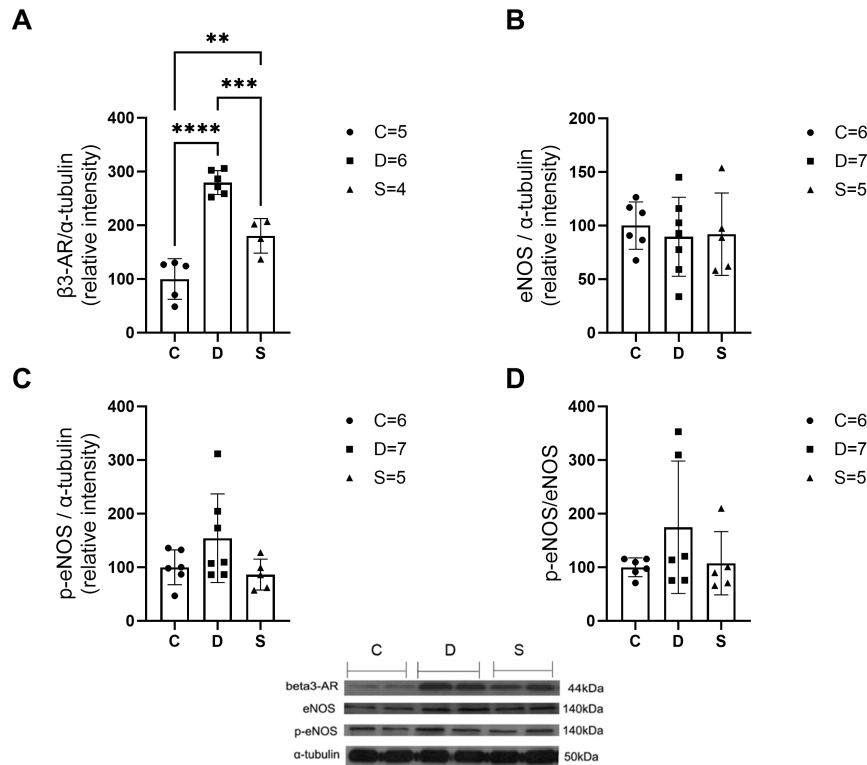 A
**
***
****
β3-AR/α-tubulin
(relative intensity)
400
300
200
100
0
C D S
C=5
D=6
S=4
B
eNOS / α-tubulin
(relative intensity)
200
150
100
50
0
C D S
C=6
D=7
S=5
C
p-eNOS / α-tubulin
(relative intensity)
400
300
200
100
0
C D S
C=6
D=7
S=5
D
p-eNOS/eNOS
400
300
200
100
0
C D S
C=6
D=7
S=5
C D S
beta3-AR 44kDa
eNOS 140kDa
p-eNOS 140kDa
α-tubulin 50kDa